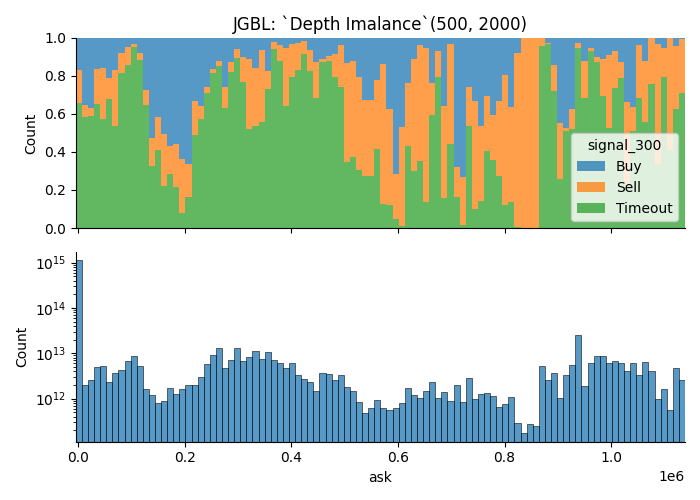 JGBL: `Depth Imalance`(500, 2000)
1.0
0.8
0.6
0.4
0.2
0.0
Count
signal_300
Buy
Sell
Timeout
10^15
10^14
10^13
10^12
Count
0.0 0.2 0.4 0.6 0.8 1.0
1e6
ask